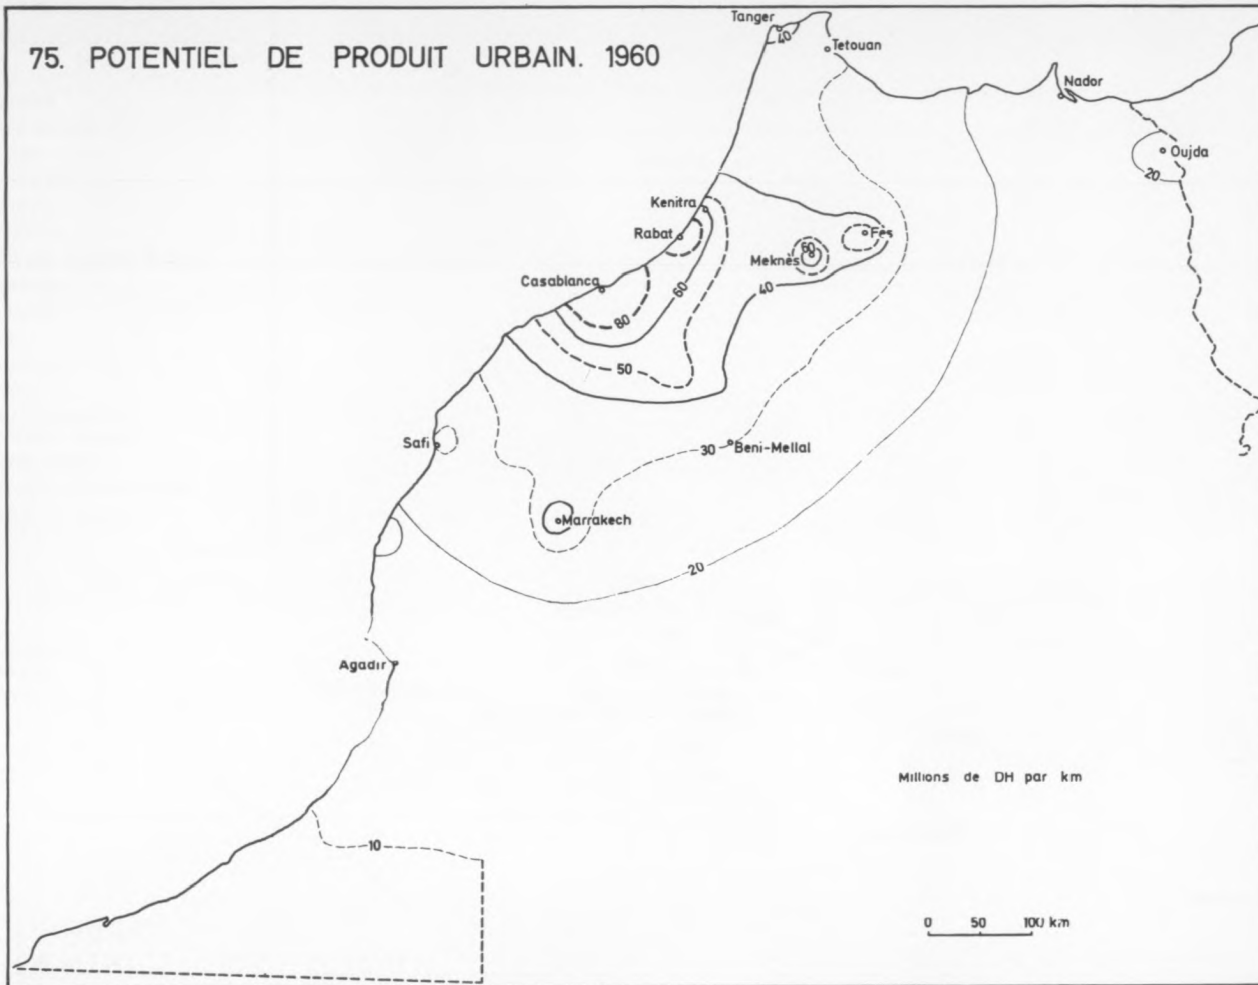 75. POTENTIEL DE PRODUIT URBAIN. 1960
Tanger
40
Tetouan
Nador
Oujda
20
Kenitra
Rabat
Fes
60
Meknès
Casablanca
60
40
80
50
Safi
30
Beni-Mellal
Marrakech
20
Agadir
Millions de DH par km
10
0 50 100 km